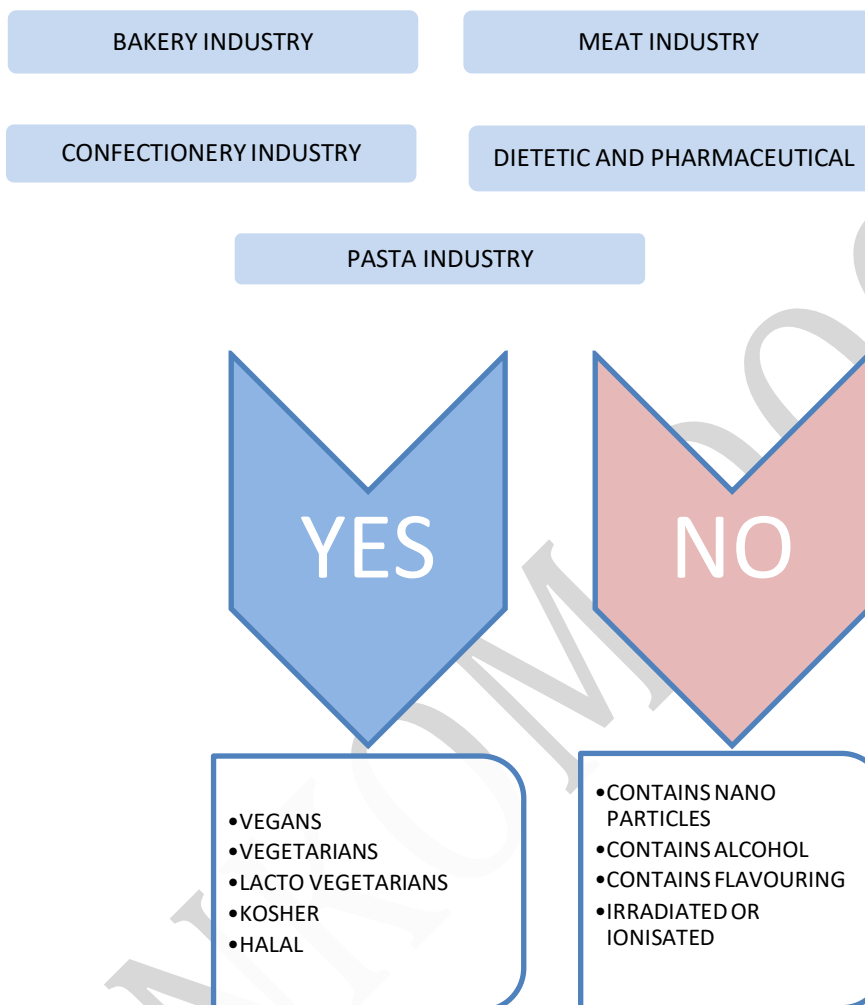 BAKERY INDUSTRY
MEAT INDUSTRY
CONFECTIONERY INDUSTRY
DIETETIC AND PHARMACEUTICAL
PASTA INDUSTRY
YES
NO
•VEGANS
•VEGETARIANS
•LACTO VEGETARIANS
•KOSHER
•HALAL
•CONTAINS NANO
PARTICLES
•CONTAINS ALCOHOL
•CONTAINS FLAVOURING
•IRRADIATED OR
IONISATED